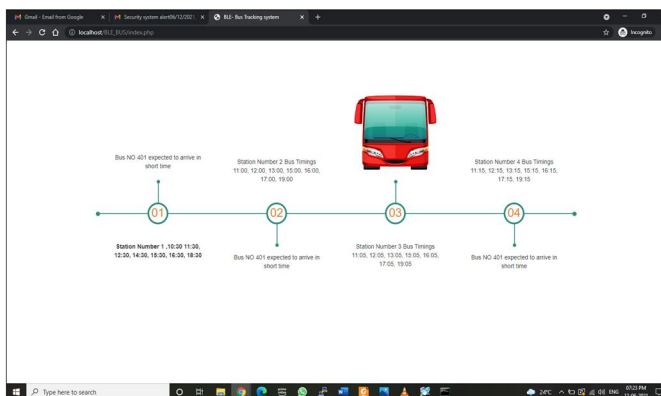 Gmail - Email from Google
Security system alert06/12/2021
BLE- Bus Tracking system
localhost/BLE_BUS/index.php
Incognito
Bus NO 401 expected to arrive in
short time
Station Number 2 Bus Timings
11:00, 12:00, 13:00, 15:00, 16:00,
17:00, 19:00
Station Number 4 Bus Timings
11:15, 12:15, 13:15, 15:15, 16:15,
17:15, 19:15
01
02
03
04
Station Number 1 ,10:30 11:30,
12:30, 14:30, 15:30, 16:30, 18:30
Bus NO 401 expected to arrive in
short time
Station Number 3 Bus Timings
11:05, 12:05, 13:05, 15:05, 16:05,
17:05, 19:05
Bus NO 401 expected to arrive in
short time
Type here to search
24°C
ENG
07:23 PM